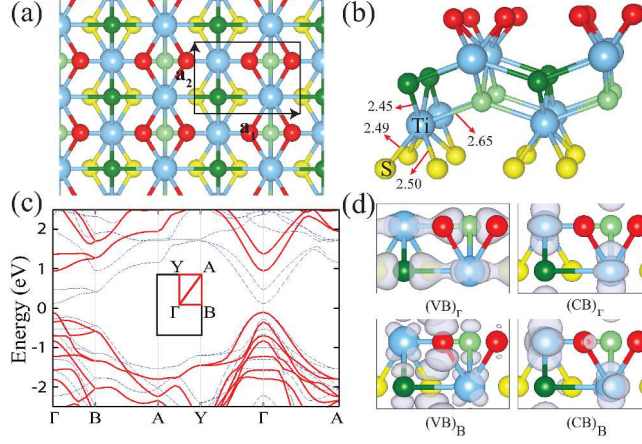 (a)
a₂
a₁
(b)
2.45
2.49
Ti
2.65
S
2.50
(c)
Energy (eV)
2
1
0
-1
-2
Y
A
Γ
B
Γ
B
A
Y
Γ
A
(d)
(VB)Γ
(CB)Γ
(VB)B
(CB)B